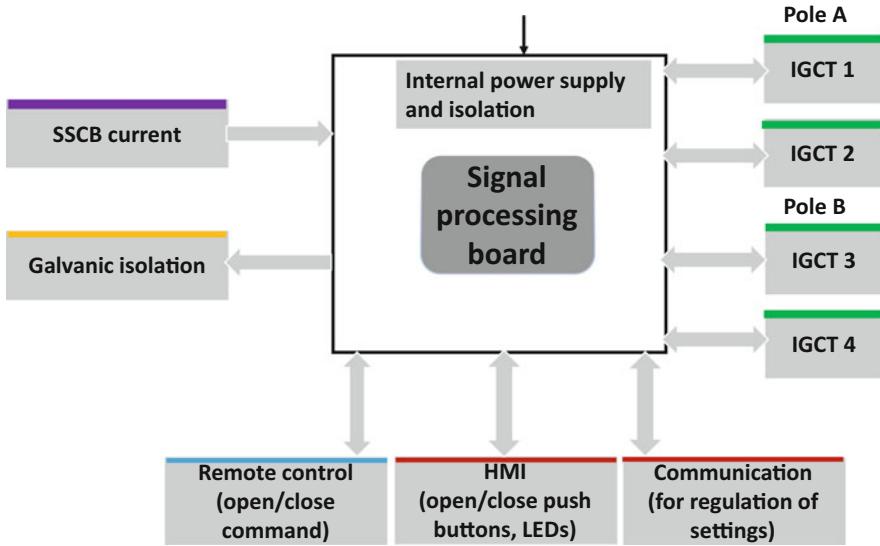 Pole A
IGCT 1
Internal power supply
and isolation
SSCB current
IGCT 2
Signal
processing
board
Pole B
Galvanic isolation
IGCT 3
IGCT 4
Remote control
(open/close
command)
HMI
(open/close push
buttons, LEDs)
Communication
(for regulation of
settings)